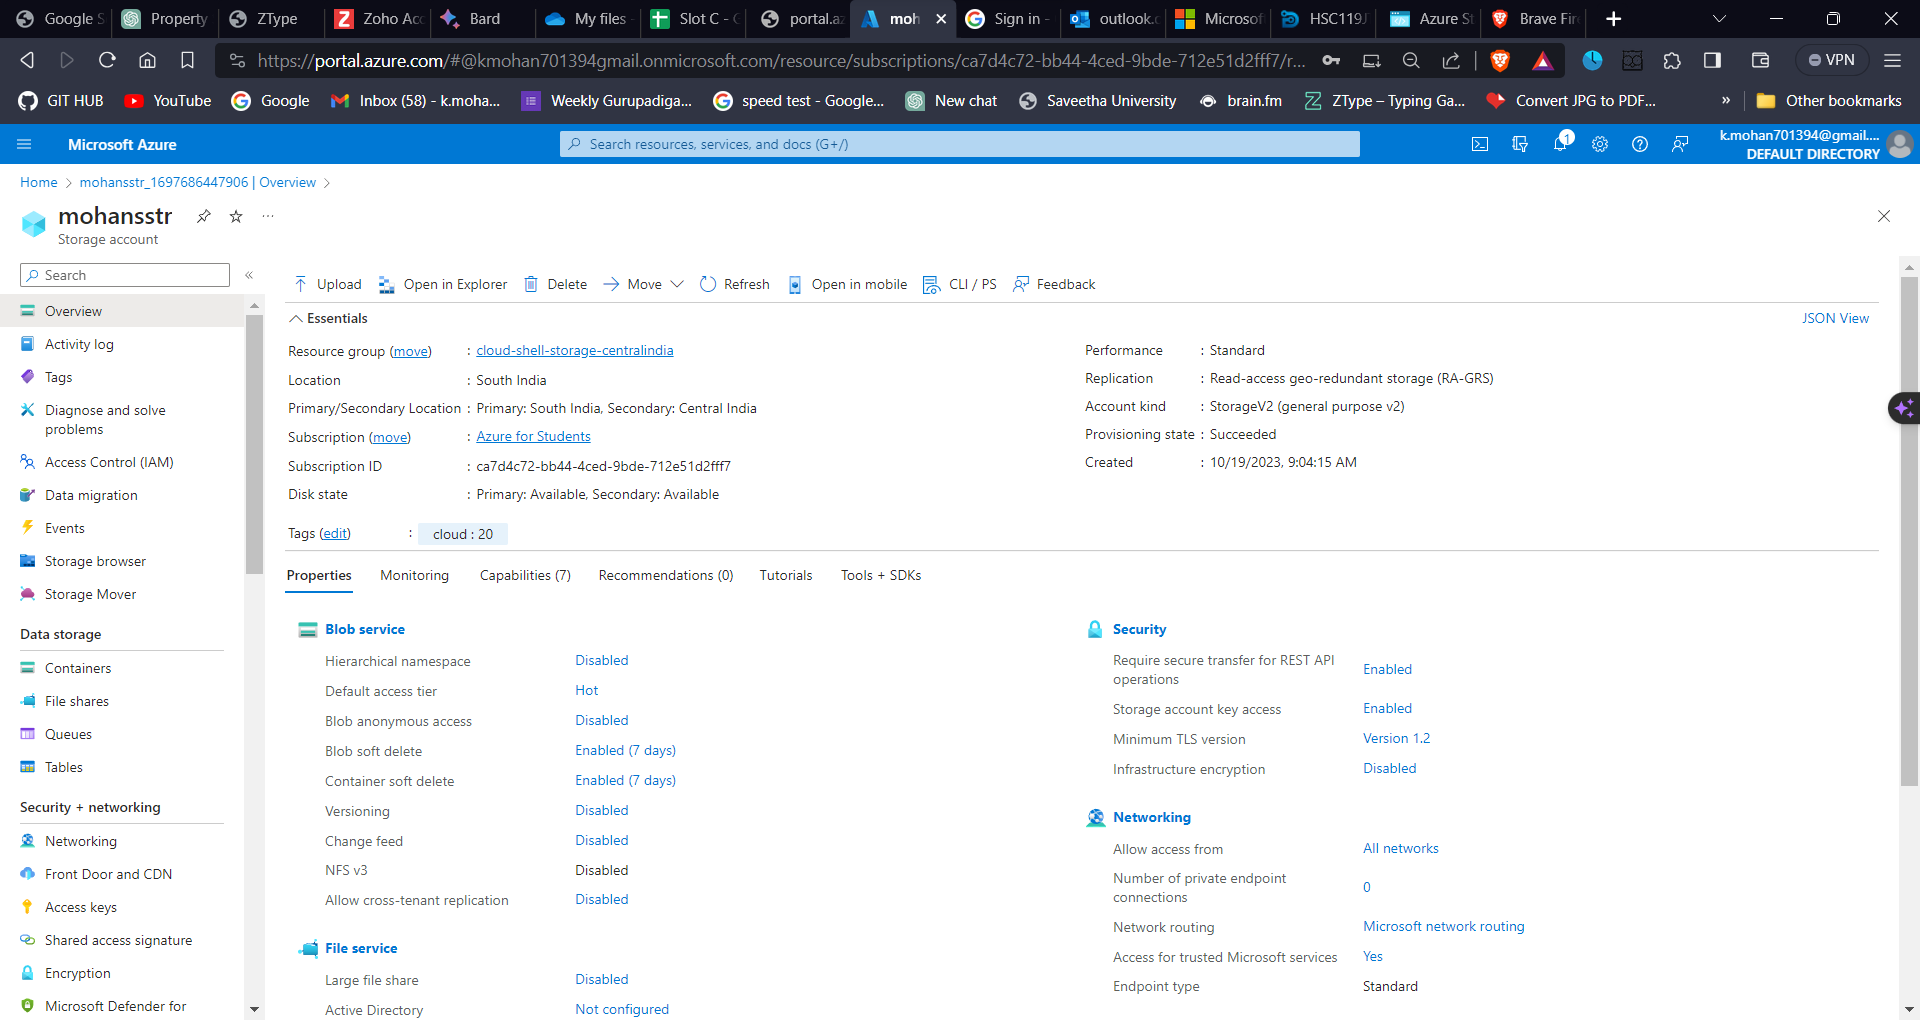 Google S
Property
ZType
Zoho Acc
Bard
My files -
Slot C - C
portal.az
moh
Sign in -
outlook.c
Microsof
HSC119J
Azure St
Brave Fir
https://portal.azure.com/#@kmohan701394gmail.onmicrosoft.com/resource/subscriptions/ca7d4c72-bb44-4ced-9bde-712e51d2fff7/r...
VPN
GIT HUB
YouTube
Google
Inbox (58) - k.moha...
Weekly Gurupadiga...
speed test - Google...
New chat
Saveetha University
brain.fm
ZType – Typing Ga...
Convert JPG to PDF...
»
Other bookmarks
Microsoft Azure
Search resources, services, and docs (G+/)
1
k.mohan701394@gmail....
DEFAULT DIRECTORY
Home > mohansstr_1697686447906 | Overview >
mohansstr
...
Storage account
Search
«
Overview
Activity log
Tags
Diagnose and solve
problems
Access Control (IAM)
Data migration
Events
Storage browser
Storage Mover
Data storage
Containers
File shares
Queues
Tables
Security + networking
Networking
Front Door and CDN
Access keys
Shared access signature
Encryption
Microsoft Defender for
Upload
Open in Explorer
Delete
Move
Refresh
Open in mobile
CLI / PS
Feedback
Essentials
JSON View
Resource group (move) : cloud-shell-storage-centralindia
Location : South India
Primary/Secondary Location : Primary: South India, Secondary: Central India
Subscription (move) : Azure for Students
Subscription ID : ca7d4c72-bb44-4ced-9bde-712e51d2fff7
Disk state : Primary: Available, Secondary: Available
Performance : Standard
Replication : Read-access geo-redundant storage (RA-GRS)
Account kind : StorageV2 (general purpose v2)
Provisioning state : Succeeded
Created : 10/19/2023, 9:04:15 AM
Tags (edit) : cloud : 20
Properties
Monitoring
Capabilities (7)
Recommendations (0)
Tutorials
Tools + SDKs
Blob service
Hierarchical namespace Disabled
Default access tier Hot
Blob anonymous access Disabled
Blob soft delete Enabled (7 days)
Container soft delete Enabled (7 days)
Versioning Disabled
Change feed Disabled
NFS v3 Disabled
Allow cross-tenant replication Disabled
File service
Large file share Disabled
Active Directory Not configured
Security
Require secure transfer for REST API
operations Enabled
Storage account key access Enabled
Minimum TLS version Version 1.2
Infrastructure encryption Disabled
Networking
Allow access from All networks
Number of private endpoint
connections 0
Network routing Microsoft network routing
Access for trusted Microsoft services Yes
Endpoint type Standard